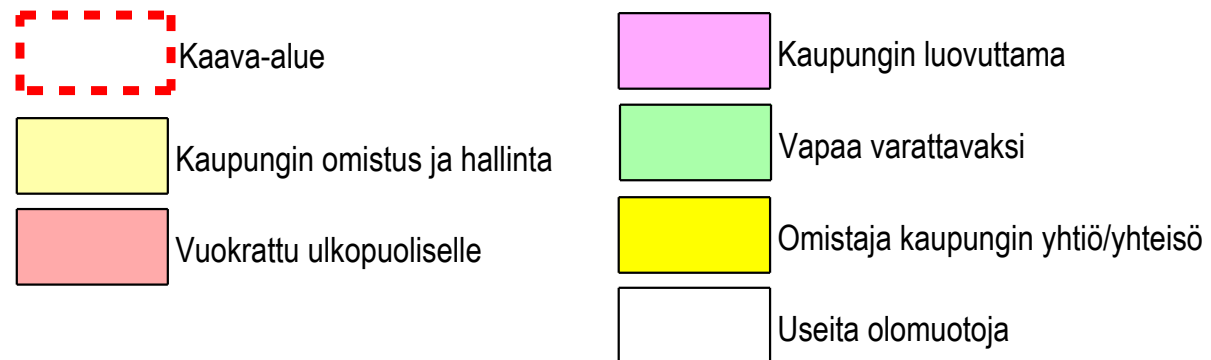 Kaava-alue
Kaupungin omistus ja hallinta
Vuokrattu ulkopuoliselle
Kaupungin luovuttama
Vapaa varattavaksi
Omistaja kaupungin yhtiö/yhteisö
Useita olomuotoja